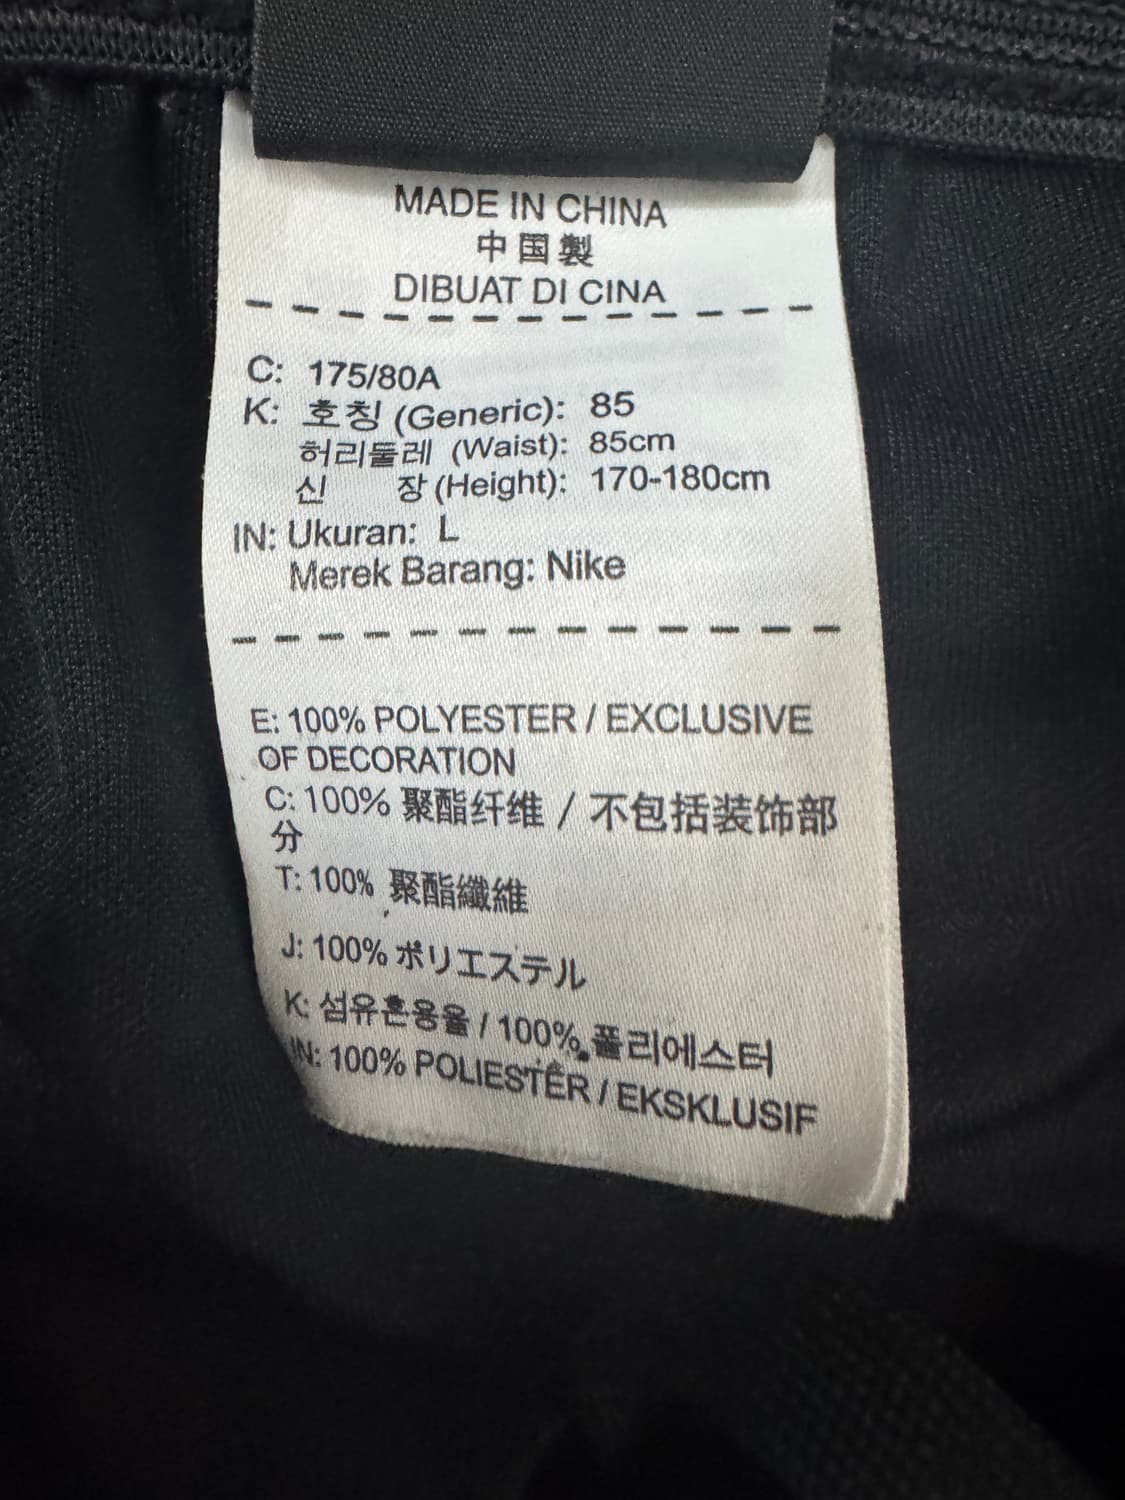 MADE IN CHINA
中国製
DIBUAT DI CINA
C: 175/80A
K: 호칭 (Generic): 85
허리둘레 (Waist): 85cm
신 장 (Height): 170-180cm
IN: Ukuran: L
Merek Barang: Nike
E: 100% POLYESTER / EXCLUSIVE
OF DECORATION
C: 100% 聚酯纤维 / 不包括装饰部
分
T: 100% 聚酯纖維
J: 100% ポリエステル
K: 섬유혼용율 / 100% 폴리에스터
IN: 100% POLIESTER / EKSKLUSIF